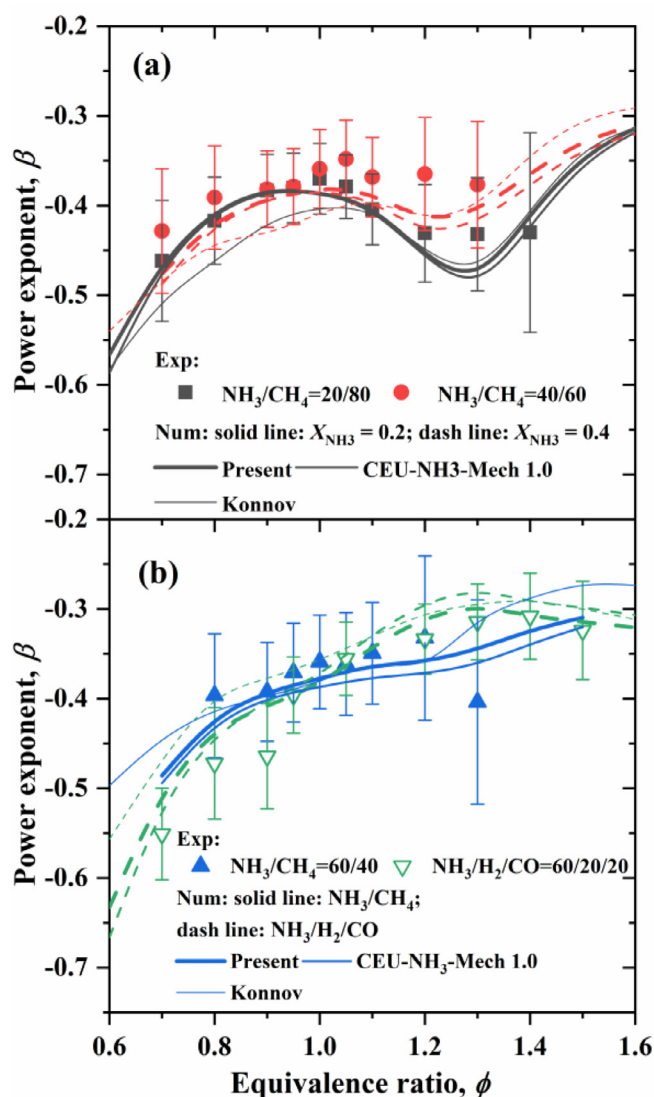 -0.2
(a)
-0.3
-0.4
-0.5
-0.6
-0.7
Power exponent, β
Exp:
NH₃/CH₄=20/80 NH₃/CH₄=40/60
Num: solid line: X_NH3 = 0.2; dash line: X_NH3 = 0.4
Present CEU-NH3-Mech 1.0
Konnov
-0.2
(b)
-0.3
-0.4
-0.5
-0.6
-0.7
Power exponent, β
Exp:
NH₃/CH₄=60/40 NH₃/H₂/CO=60/20/20
Num: solid line: NH₃/CH₄;
dash line: NH₃/H₂/CO
Present CEU-NH₃-Mech 1.0
Konnov
0.6 0.8 1.0 1.2 1.4 1.6
Equivalence ratio, ϕ